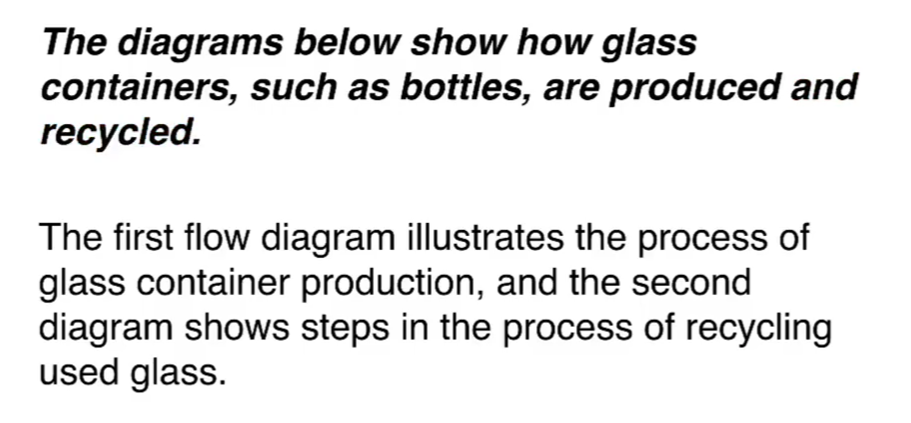 The diagrams below show how glass
containers, such as bottles, are produced and
recycled.
The first flow diagram illustrates the process of
glass container production, and the second
diagram shows steps in the process of recycling
used glass.